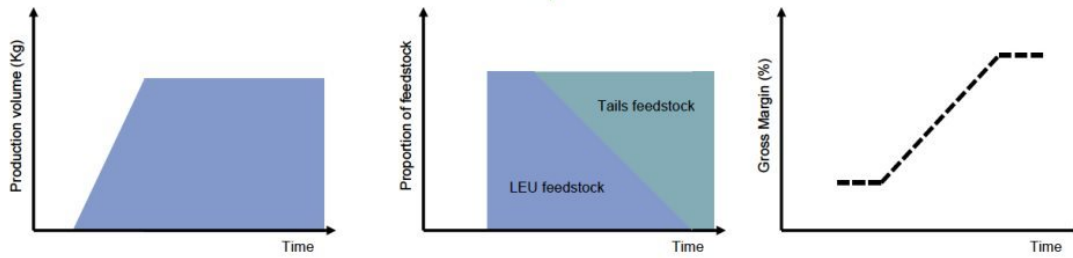 Production volume (Kg)
Time
Proportion of feedstock
Tails feedstock
LEU feedstock
Time
Gross Margin (%)
Time